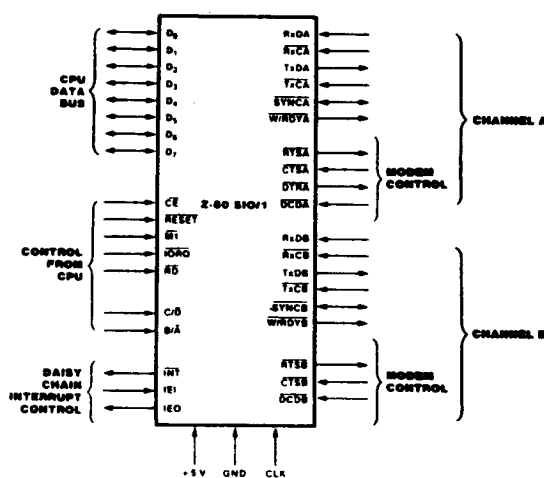 D0
D1
D2
D3
D4
D5
D6
D7
CPU
DATA
BUS
CE
RESET
M1
IORQ
RD
C/D
B/A
CONTROL
FROM
CPU
INT
IEI
IEO
DAISY
CHAIN
INTERRUPT
CONTROL
Z-80 SIO/1
RxDA
RxCA
TxDA
TxCA
SYNCA
W/RDYA
RTSA
CTSA
DTRA
DCDA
MODEM
CONTROL
CHANNEL A
RxDB
RxCB
TxDB
TxCB
SYNCB
W/RDYB
RTSB
CTSB
DCDB
MODEM
CONTROL
CHANNEL B
+5V GND CLK